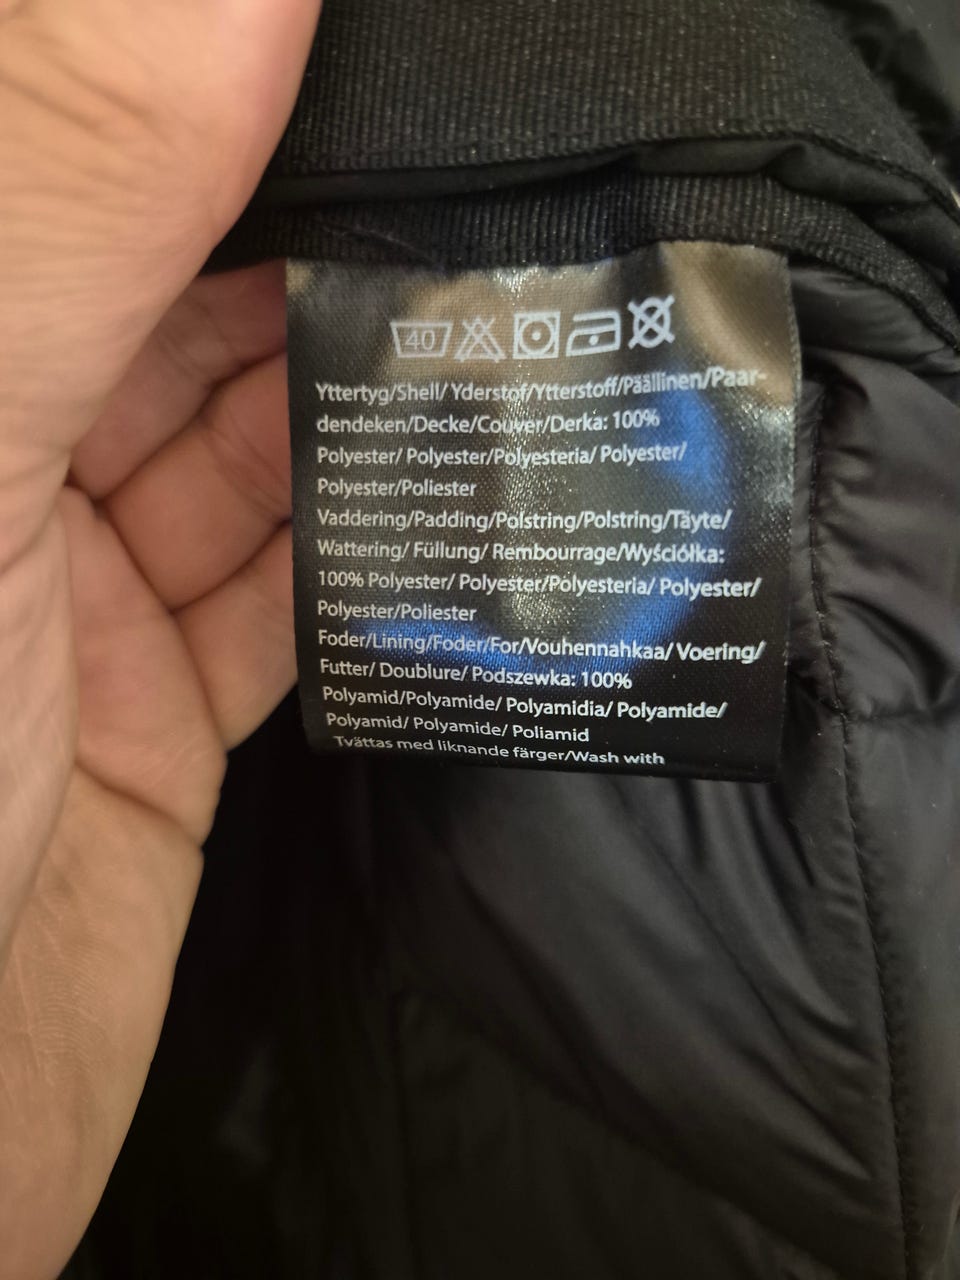 40
Yttertyg/Shell/ Yderstof/Ytterstoff/Päällinen/Paar-
dendeken/Decke/Couver/Derka: 100%
Polyester/ Polyester/Polyesteria/ Polyester/
Polyester/Poliester
Vaddering/Padding/Polstring/Polstring/Täyte/
Wattering/ Füllung/ Rembourrage/Wyściółka:
100% Polyester/ Polyester/Polyesteria/ Polyester/
Polyester/Poliester
Foder/Lining/Foder/For/Vouhennahkaa/ Voering/
Futter/ Doublure/ Podszewka: 100%
Polyamid/Polyamide/ Polyamidia/ Polyamide/
Polyamid/ Polyamide/ Poliamid
Tvättas med liknande färger/Wash with